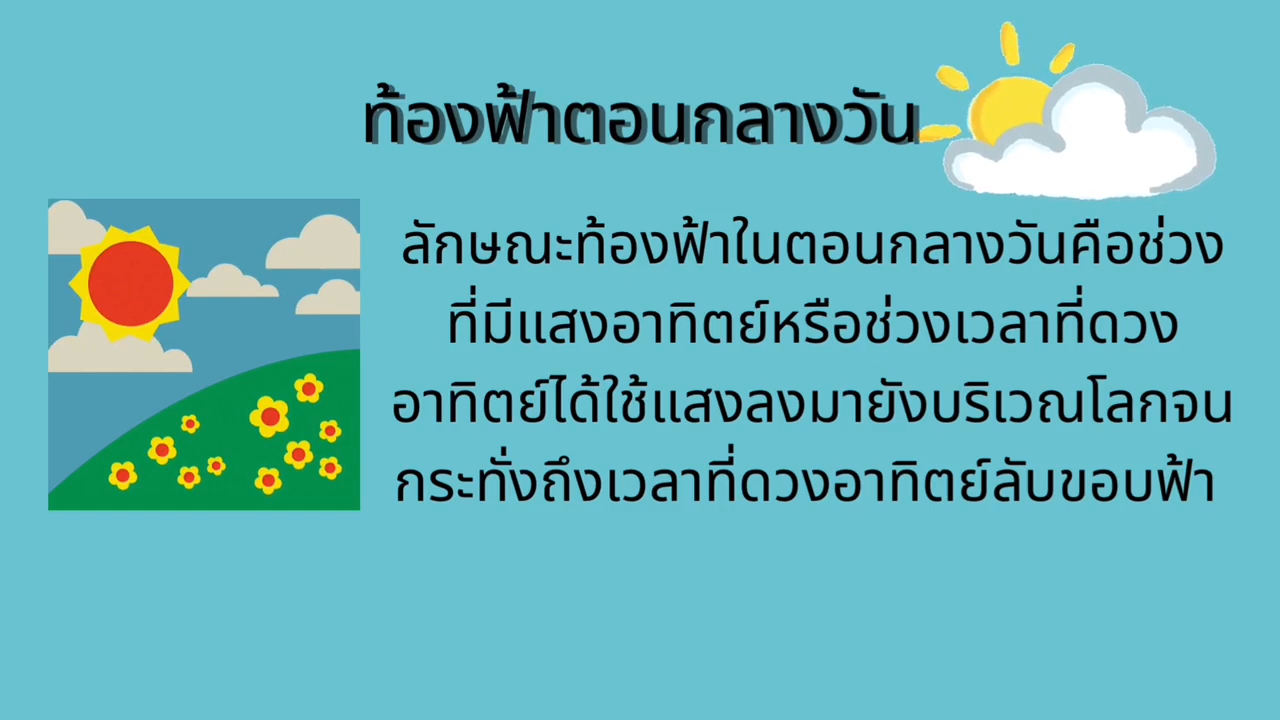 ท้องฟ้าตอนกลางวัน
ลักษณะท้องฟ้าในตอนกลางวันคือช่วง
ที่มีแสงอาทิตย์หรือช่วงเวลาที่ดวง
อาทิตย์ได้ใช้แสงลงมายังบริเวณโลกจน
กระทั่งถึงเวลาที่ดวงอาทิตย์ลับขอบฟ้า